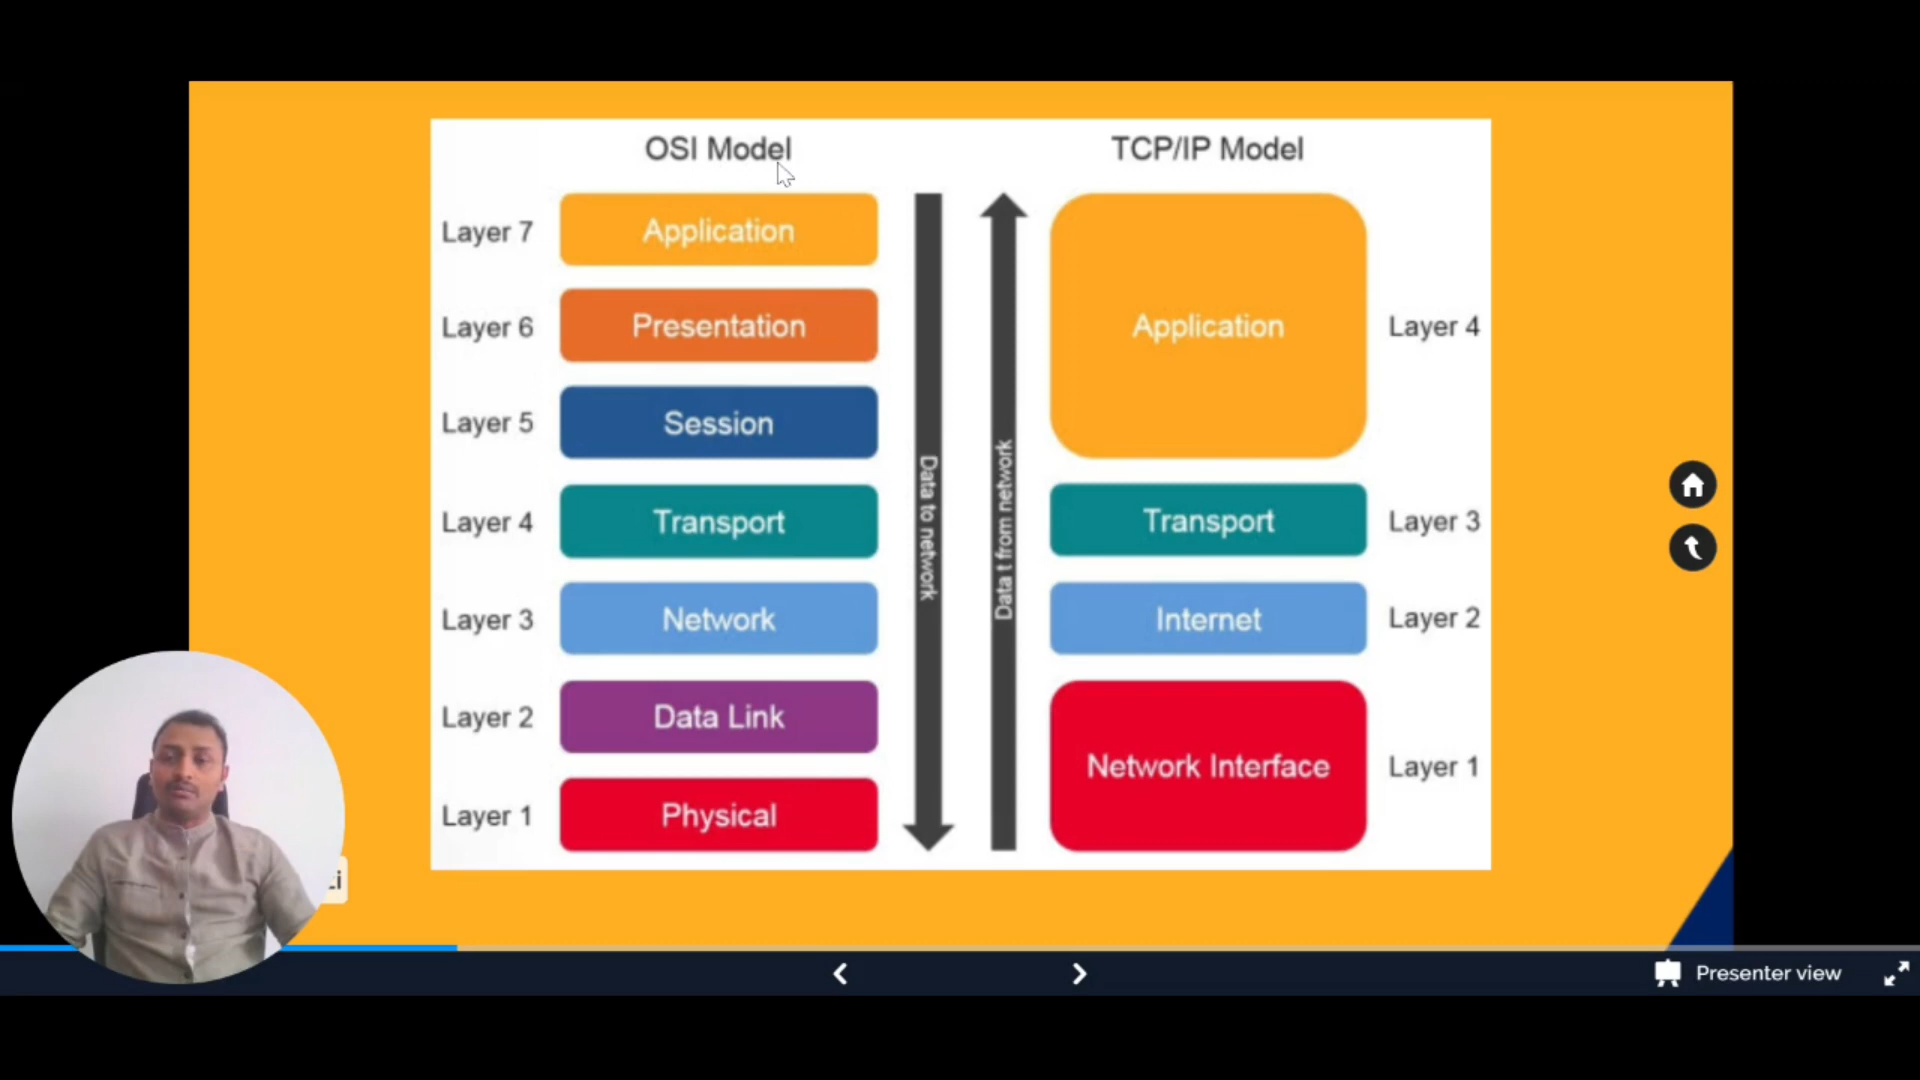 OSI Model
TCP/IP Model
Layer 7
Application
Layer 6
Presentation
Application
Layer 4
Layer 5
Session
Layer 4
Transport
Data to network
Data t from network
Transport
Layer 3
Layer 3
Network
Internet
Layer 2
Layer 2
Data Link
Network Interface
Layer 1
Layer 1
Physical
Presenter view